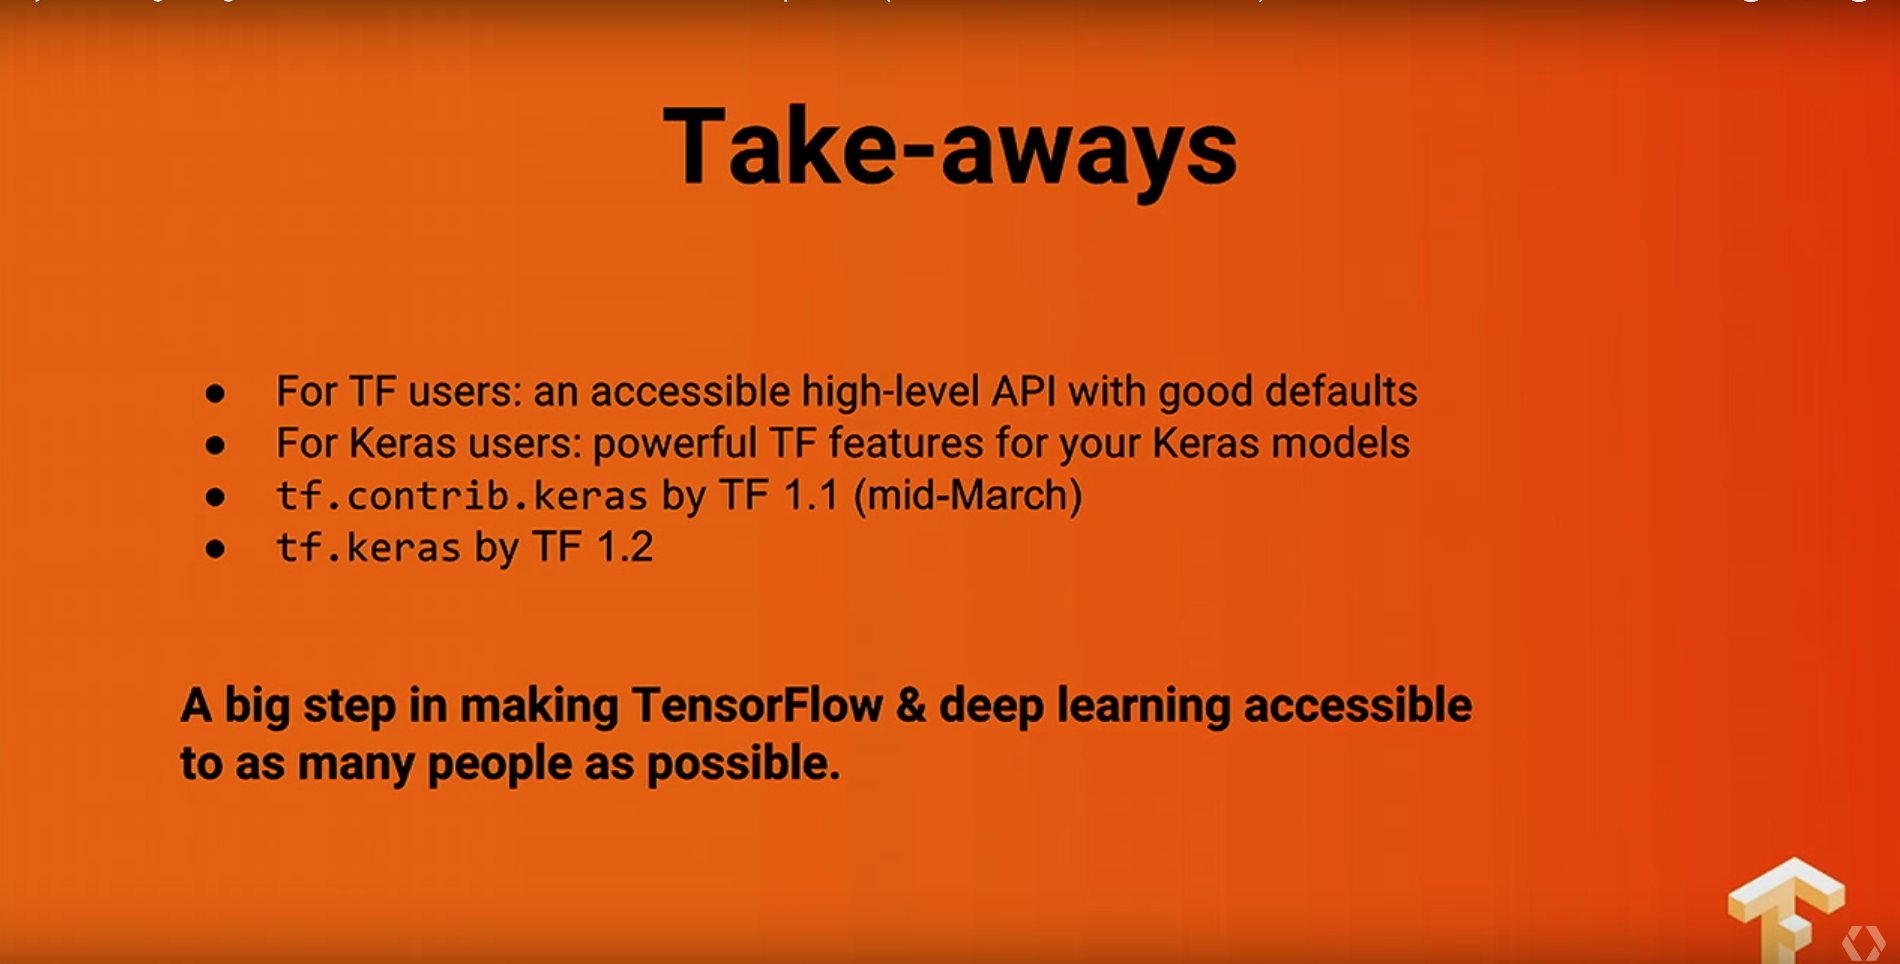 Take-aways
● For TF users: an accessible high-level API with good defaults
● For Keras users: powerful TF features for your Keras models
● tf.contrib.keras by TF 1.1 (mid-March)
● tf.keras by TF 1.2
A big step in making TensorFlow & deep learning accessible
to as many people as possible.